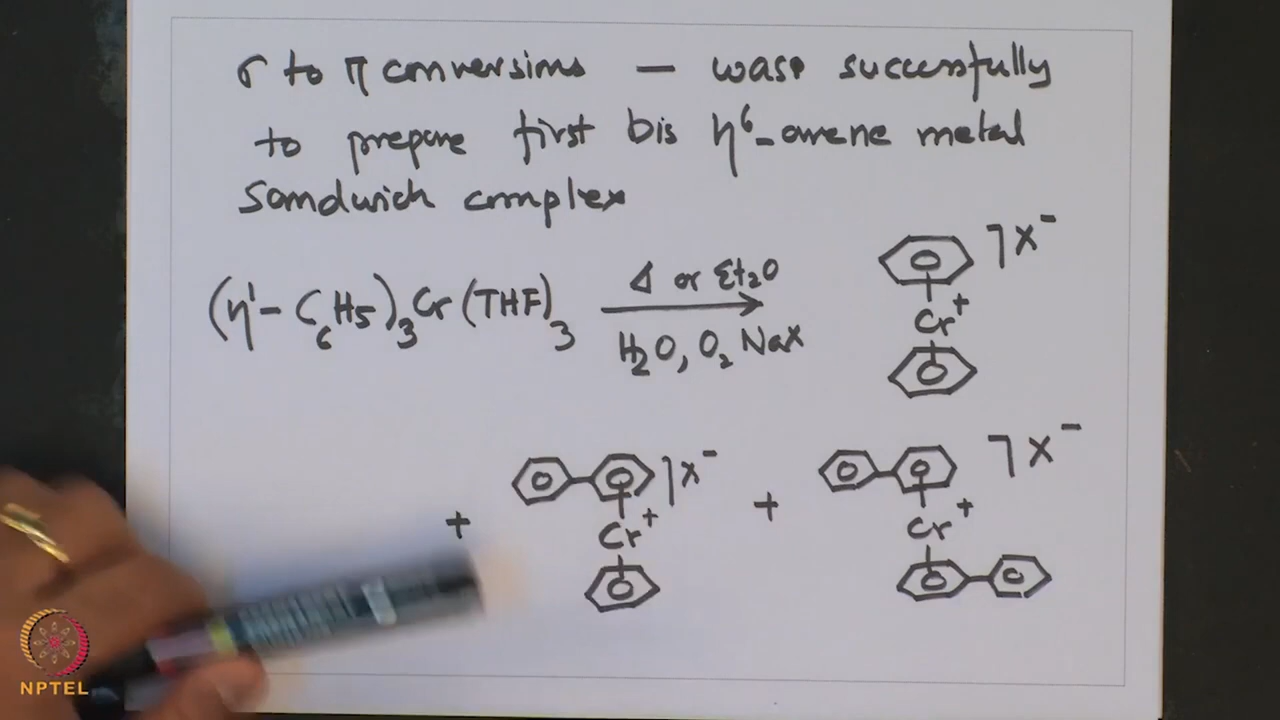 σ to π conversions — was successfully
to prepare first bis η⁶-arene metal
Sandwich complex
(η¹-C₆H₅)₃Cr(THF)₃ Δ or Et₂O → H₂O, O₂ NaX
Cr⁺ ]X⁻
+ Cr⁺ ]X⁻ + Cr⁺ ]X⁻
NPTEL